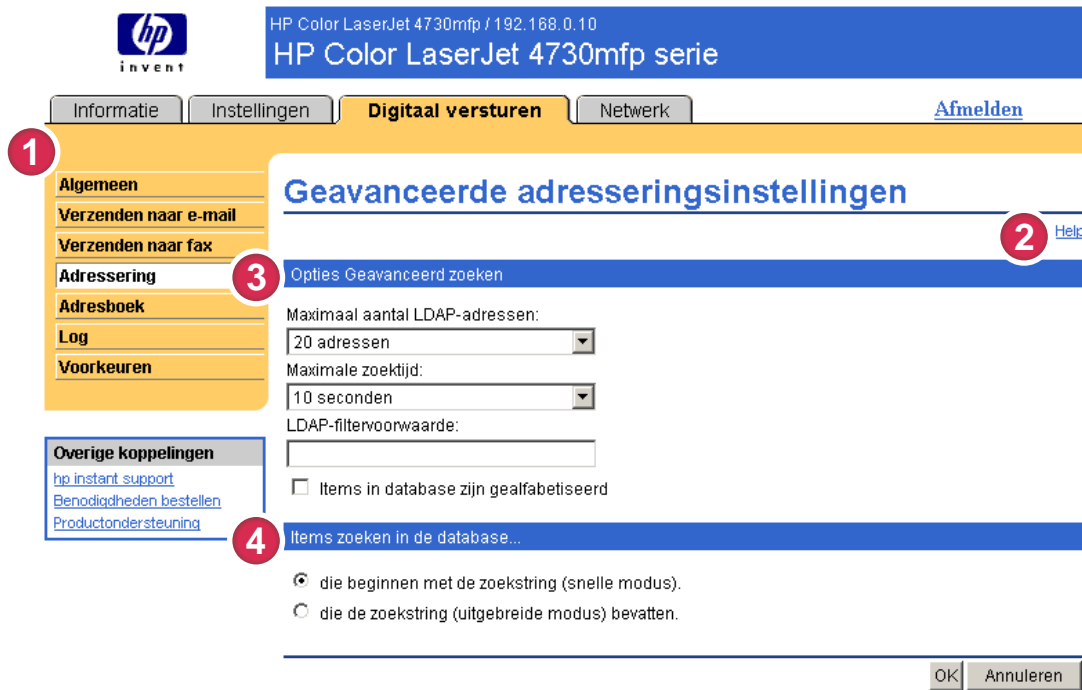 hp
invent
HP Color LaserJet 4730mfp / 192.168.0.10
HP Color LaserJet 4730mfp serie
Informatie
Instellingen
Digitaal versturen
Netwerk
Afmelden
1
Algemeen
Verzenden naar e-mail
Verzenden naar fax
Adressering
Adresboek
Log
Voorkeuren
Overige koppelingen
hp instant support
Benodigdheden bestellen
Productondersteuning
Geavanceerde adresseringsinstellingen
2
Help
3
Opties Geavanceerd zoeken
Maximaal aantal LDAP-adressen:
20 adressen
Maximale zoektijd:
10 seconden
LDAP-filtervoorwaarde:
Items in database zijn gealfabetiseerd
4
Items zoeken in de database...
die beginnen met de zoekstring (snelle modus).
die de zoekstring (uitgebreide modus) bevatten.
OK
Annuleren